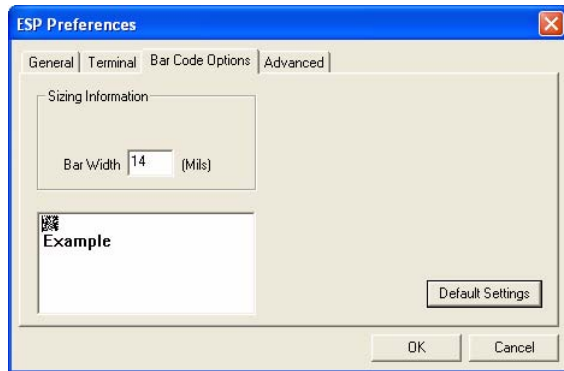 ESP Preferences
General Terminal Bar Code Options Advanced
Sizing Information
Bar Width 14 (Mils)
Example
Default Settings
OK Cancel